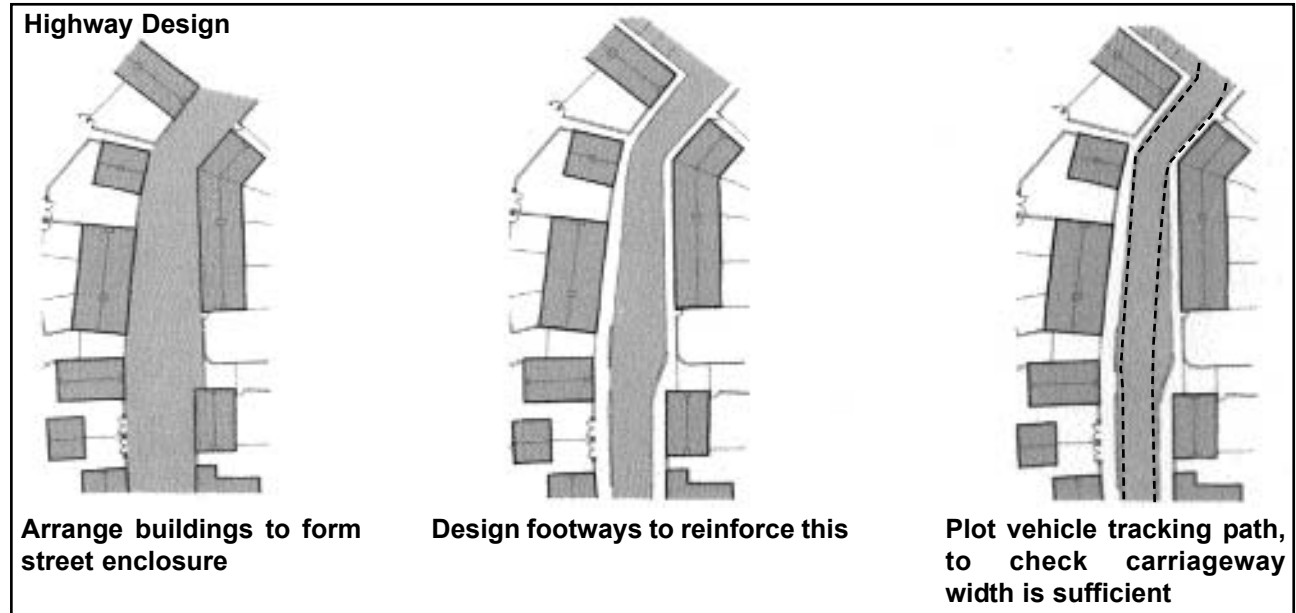 Highway Design
Arrange buildings to form
street enclosure
Design footways to reinforce this
Plot vehicle tracking path,
to check carriageway
width is sufficient